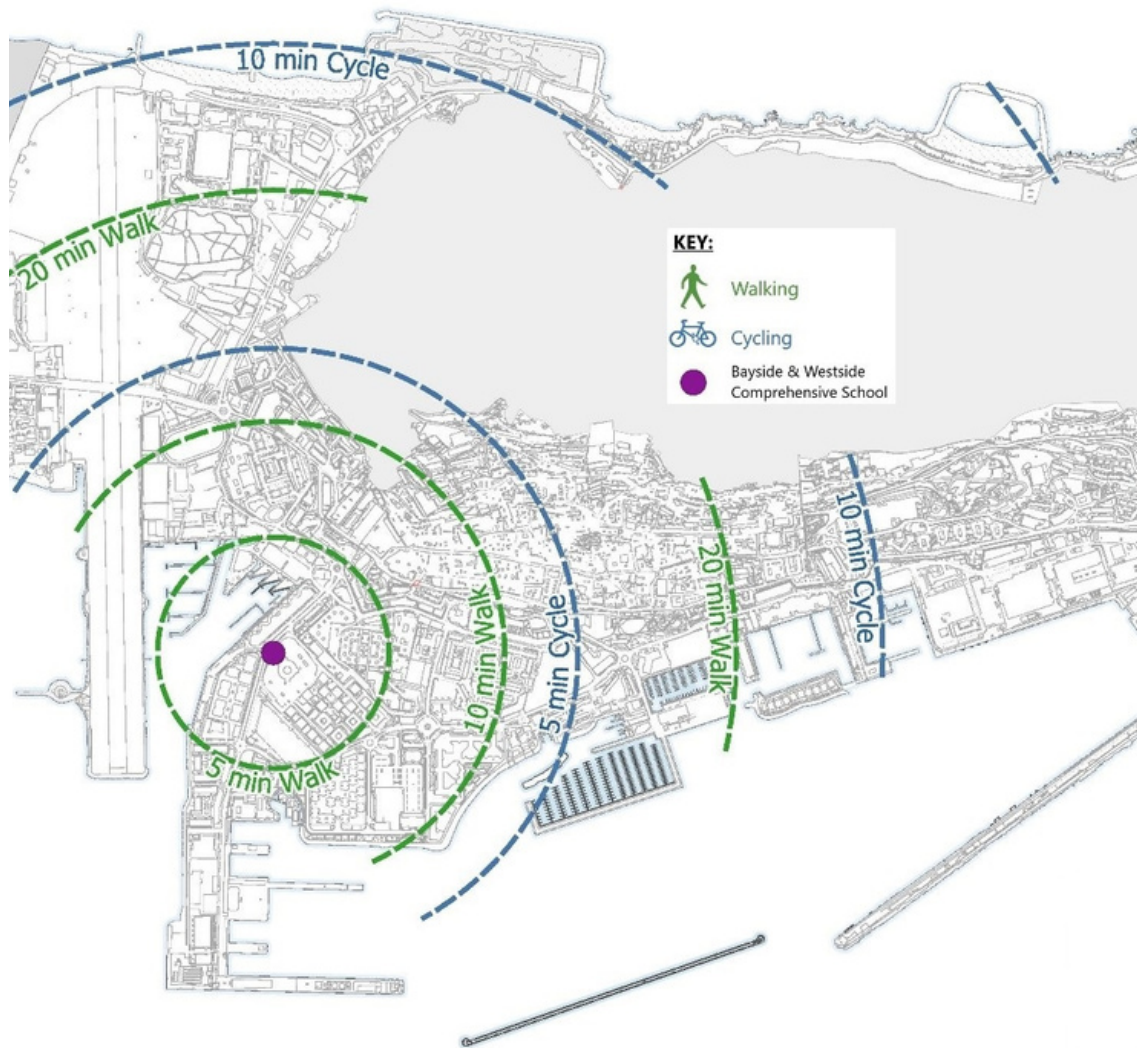 10 min Cycle
20 min Walk
KEY:
Walking
Cycling
Bayside & Westside
Comprehensive School
10 min Walk
5 min Cycle
20 min Walk
10 min Cycle
5 min Walk